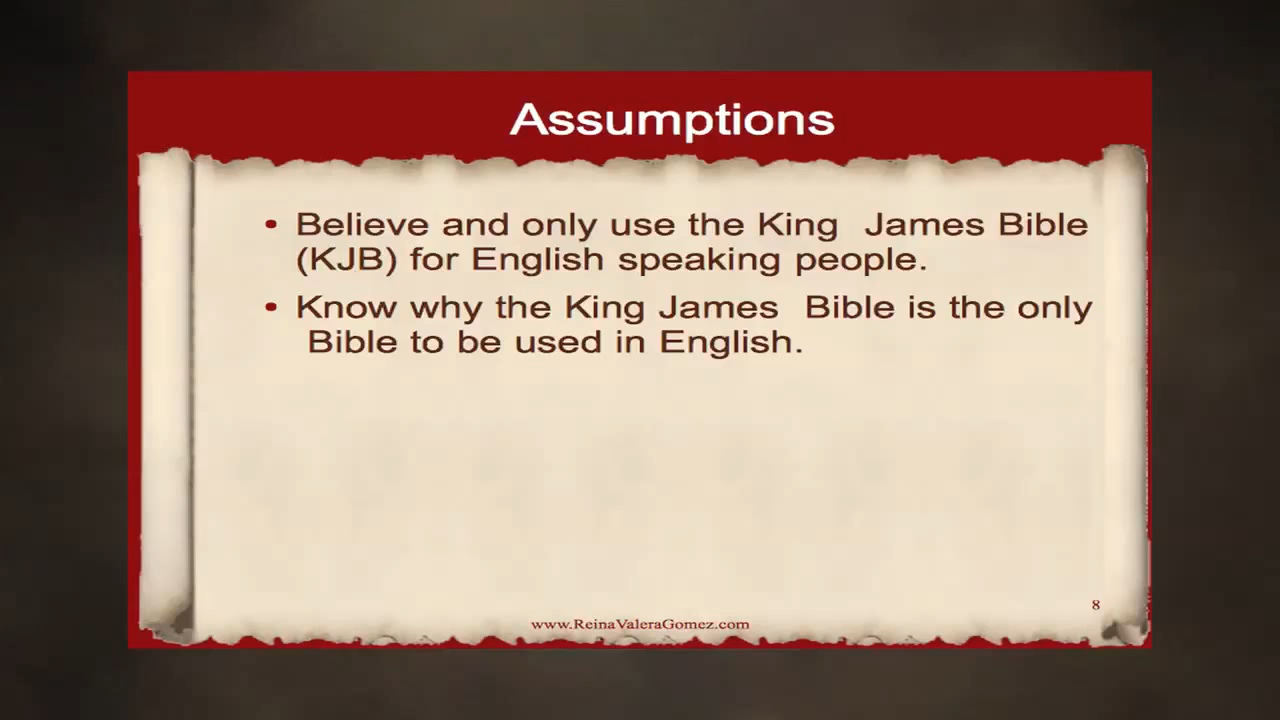 Assumptions
• Believe and only use the King James Bible
(KJB) for English speaking people.
• Know why the King James Bible is the only
Bible to be used in English.
8
www.ReinaValeraGomez.com